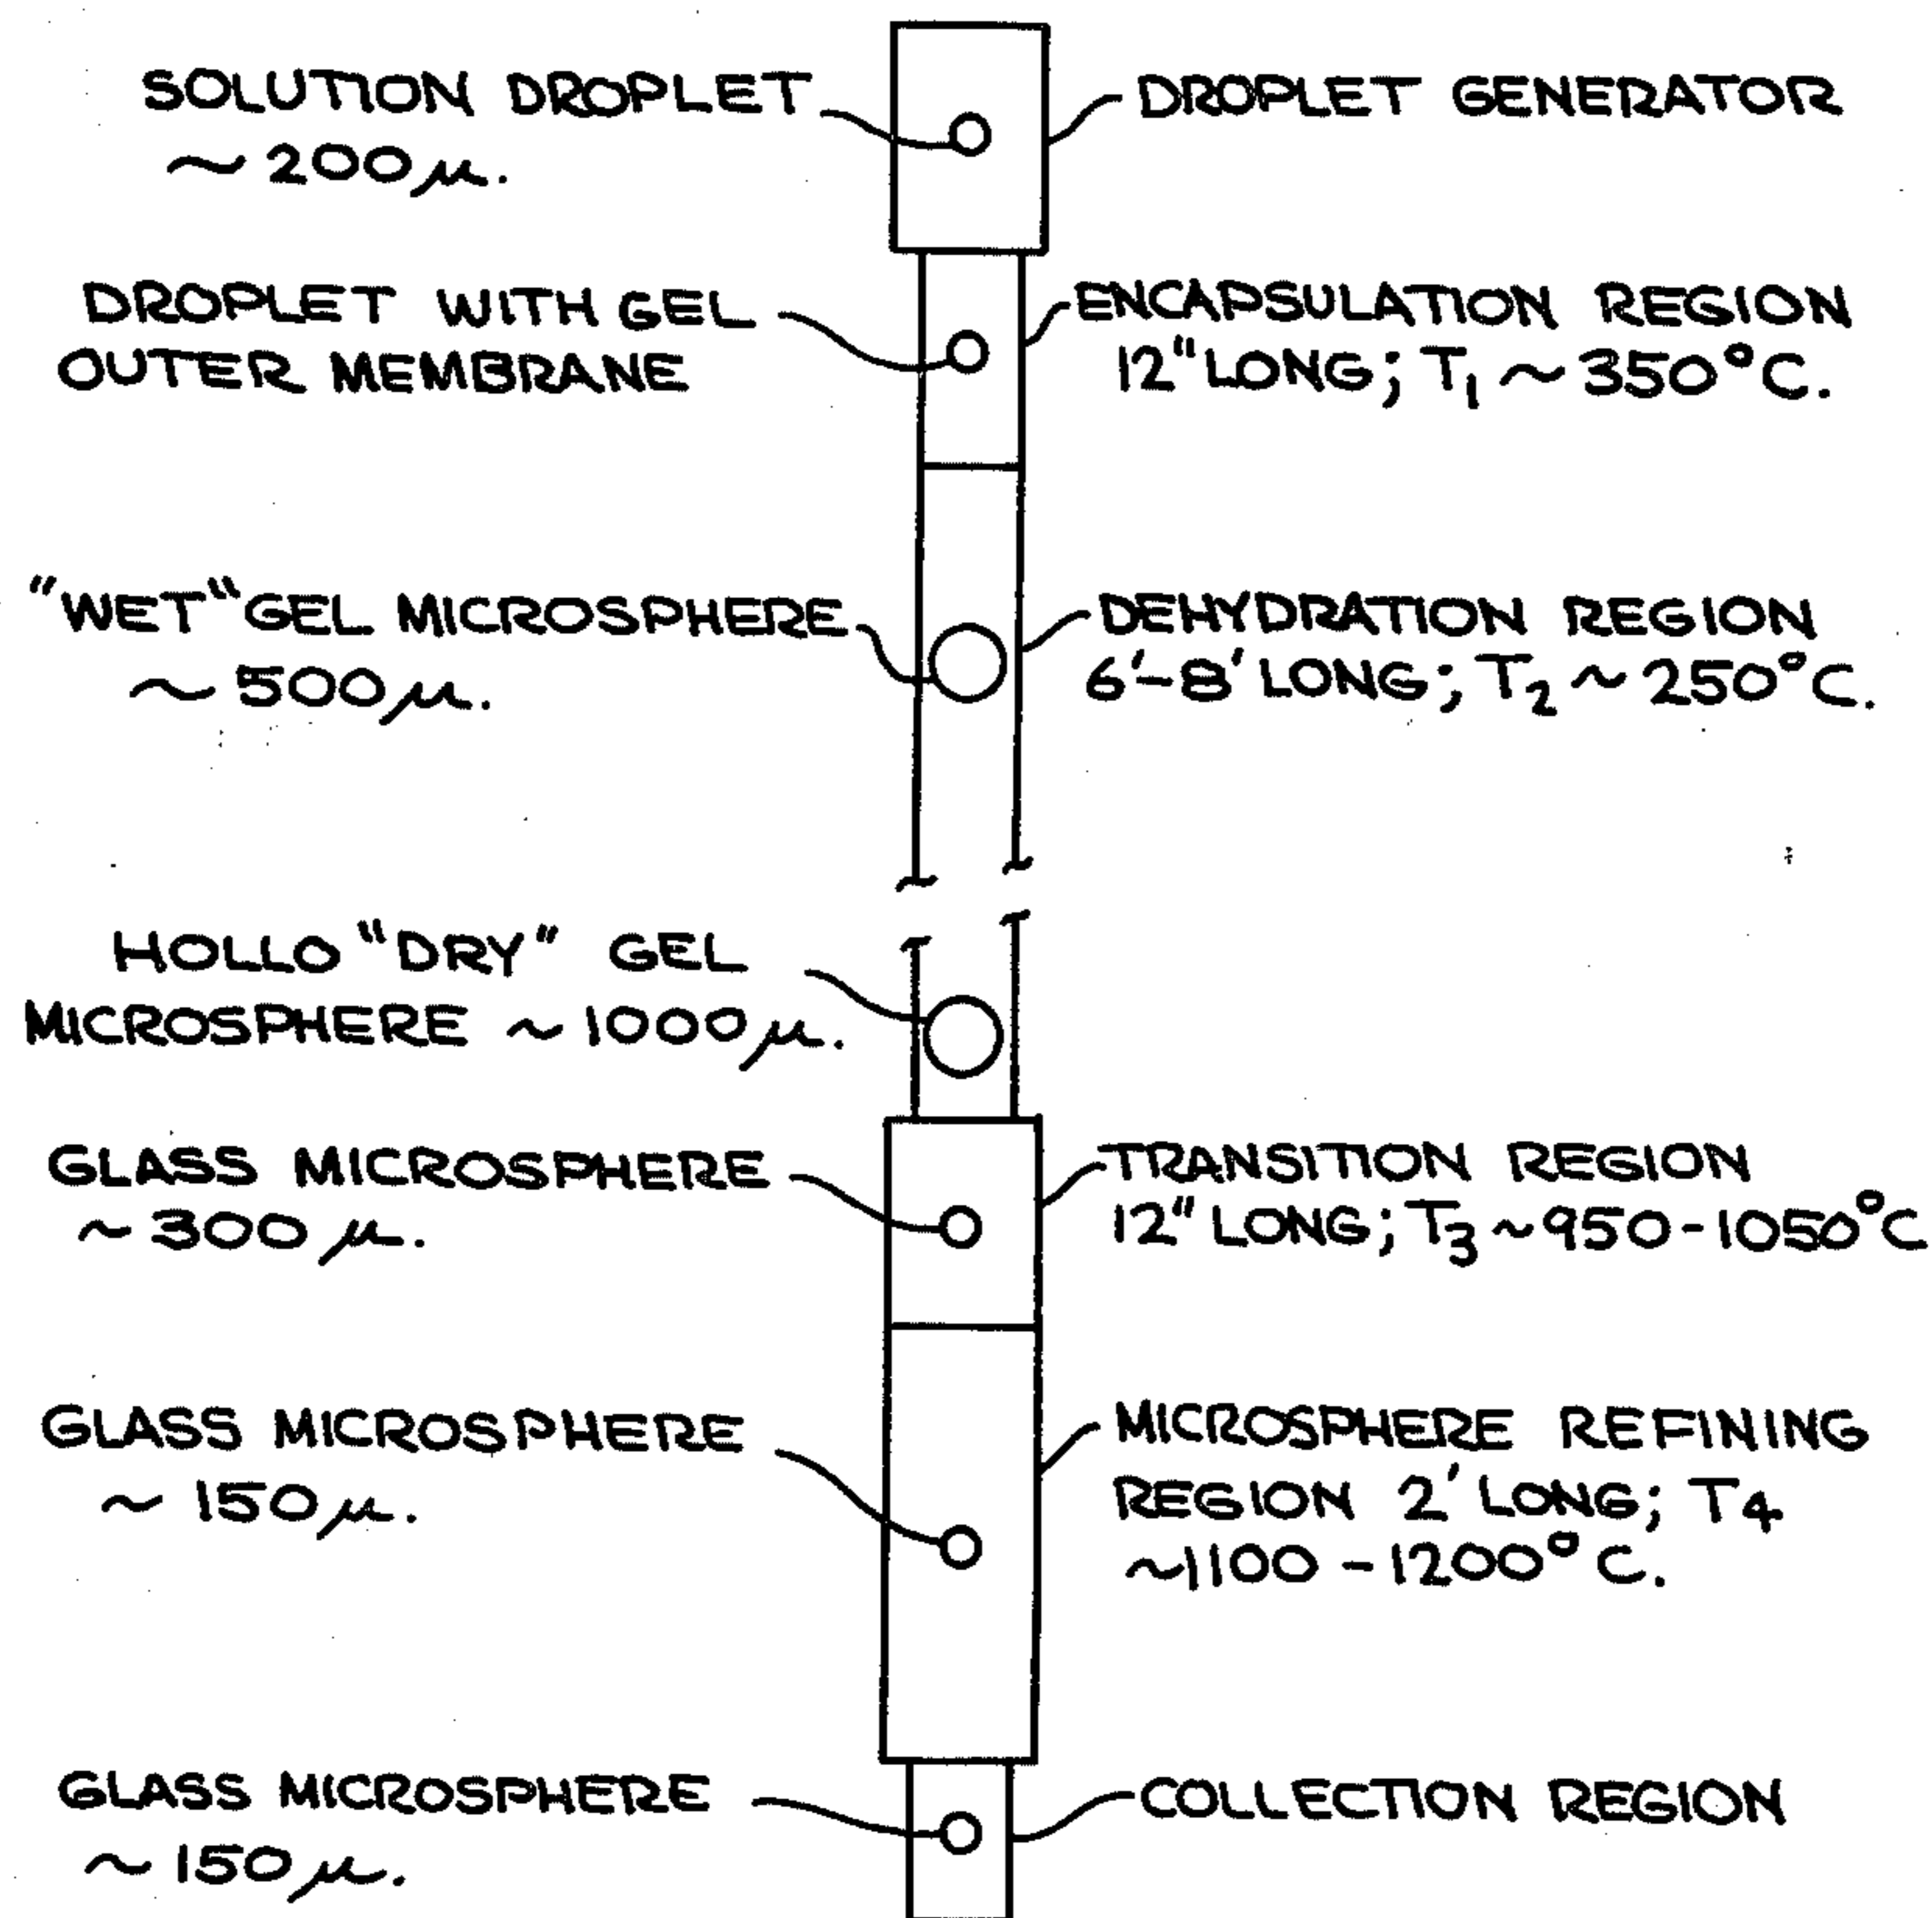 SOLUTION DROPLET
~ 200μ.
DROPLET GENERATOR
DROPLET WITH GEL
OUTER MEMBRANE
ENCAPSULATION REGION
12" LONG; T₁ ~ 350°C.
"WET" GEL MICROSPHERE
~ 500μ.
DEHYDRATION REGION
6'-8' LONG; T₂ ~ 250°C.
HOLLO "DRY" GEL
MICROSPHERE ~ 1000μ.
GLASS MICROSPHERE
~ 300μ.
TRANSITION REGION
12" LONG; T₃ ~950-1050°C
GLASS MICROSPHERE
~ 150μ.
MICROSPHERE REFINING
REGION 2' LONG; T4
~1100-1200°C.
GLASS MICROSPHERE
~ 150μ.
COLLECTION REGION